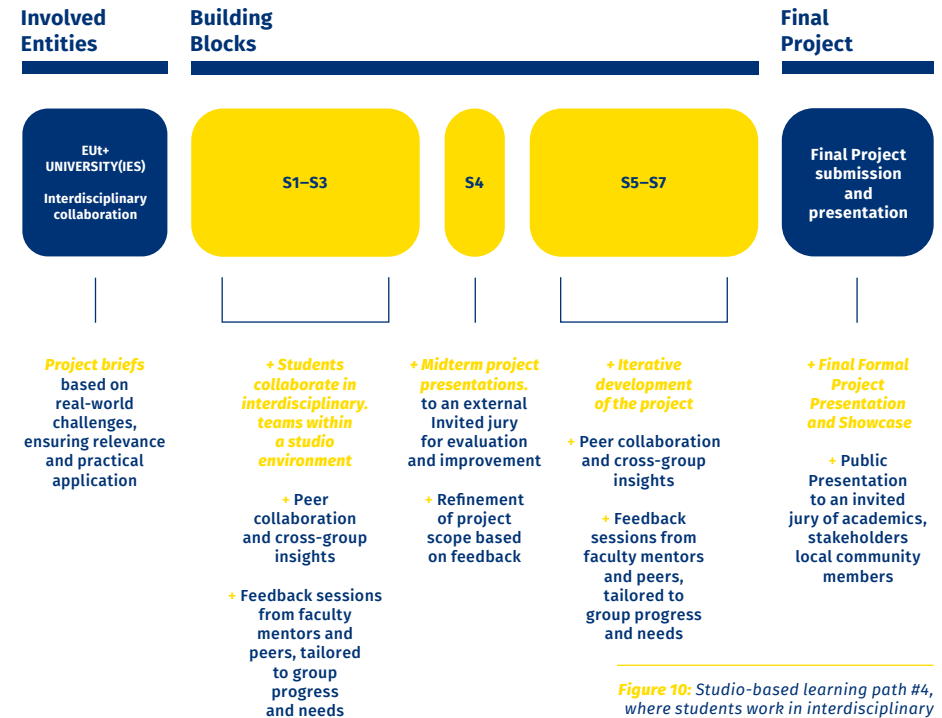 Involved
Entities
Building
Blocks
Final
Project
EUt+
UNIVERSITY(IES)
Interdisciplinary
collaboration
S1–S3
S4
S5–S7
Final Project
submission
and
presentation
Project briefs
based on
real-world
challenges,
ensuring relevance
and practical
application
+ Students
collaborate in
interdisciplinary.
teams within
a studio
environment
+ Peer
collaboration
and cross-group
insights
+ Feedback sessions
from faculty
mentors and
peers, tailored
to group
progress
and needs
+ Midterm project
presentations.
to an external
Invited jury
for evaluation
and improvement
+ Refinement
of project
scope based
on feedback
+ Iterative
development
of the project
+ Peer collaboration
and cross-group
insights
+ Feedback
sessions from
faculty mentors
and peers,
tailored to
group progress
and needs
+ Final Formal
Project
Presentation
and Showcase
+ Public
Presentation
to an invited
jury of academics,
stakeholders
local community
members
Figure 10: Studio-based learning path #4,
where students work in interdisciplinary